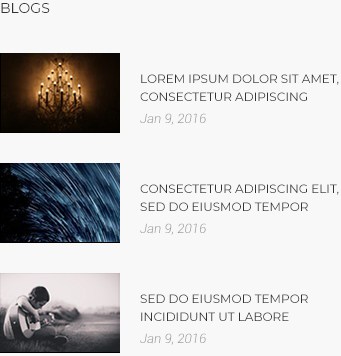 BLOGS
LOREM IPSUM DOLOR SIT AMET,
CONSECTETUR ADIPISCING
Jan 9, 2016
CONSECTETUR ADIPISCING ELIT,
SED DO EIUSMOD TEMPOR
Jan 9, 2016
SED DO EIUSMOD TEMPOR
INCIDIDUNT UT LABORE
Jan 9, 2016